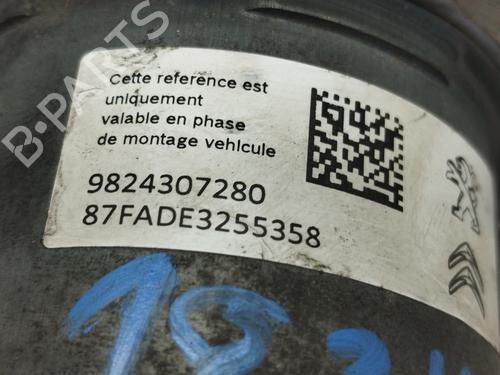 Cette reference est
uniquement
valable en phase
de montage vehicule
9824307280
87FADE3255358
B-PARTS